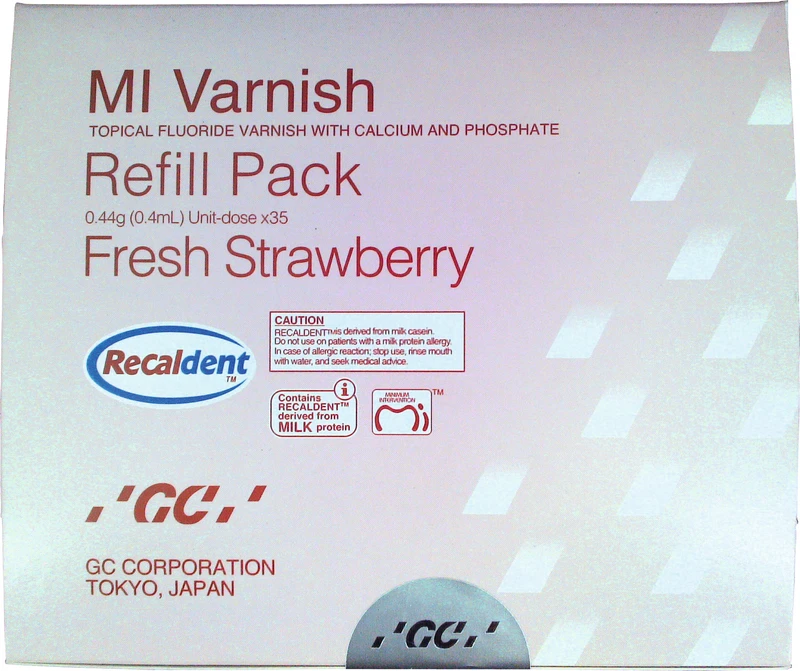 MI Varnish
TOPICAL FLUORIDE VARNISH WITH CALCIUM AND PHOSPHATE
Refill Pack
0.44g (0.4mL) Unit-dose x35
Fresh Strawberry
Recaldent™
CAUTION
RECALDENT™is derived from milk casein.
Do not use on patients with a milk protein allergy.
In case of allergic reaction; stop use, rinse mouth
with water, and seek medical advice.
i
Contains
RECALDENT™
derived from
MILK protein
MINIMUM
INTERVENTION
Mi ™
GC
GC CORPORATION
TOKYO, JAPAN
GC